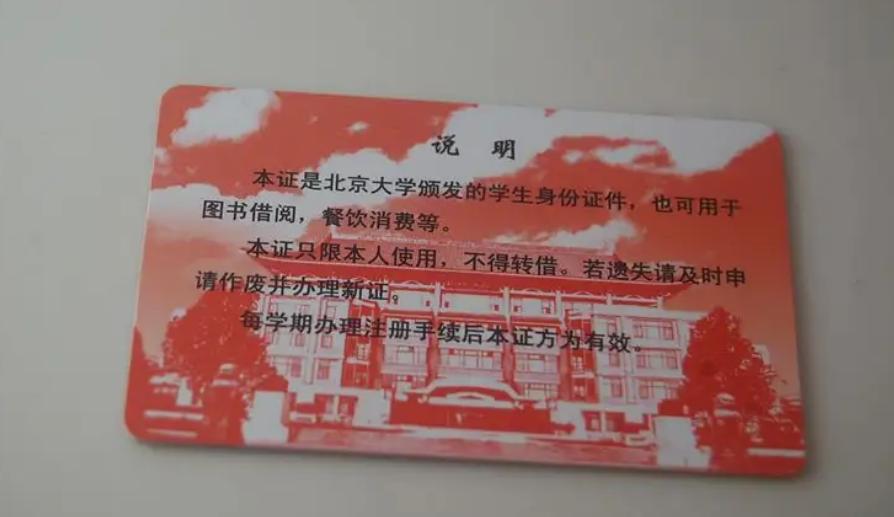 说 明
本证是北京大学颁发的学生身份证件，也可用于
图书借阅，餐饮消费等。
本证只限本人使用，不得转借。若遗失请及时申
请作废并办理新证。
每学期办理注册手续后本证方为有效。